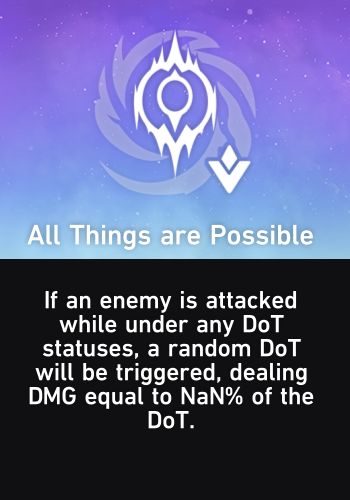 All Things are Possible
If an enemy is attacked
while under any DoT
statuses, a random DoT
will be triggered, dealing
DMG equal to NaN% of the
DoT.